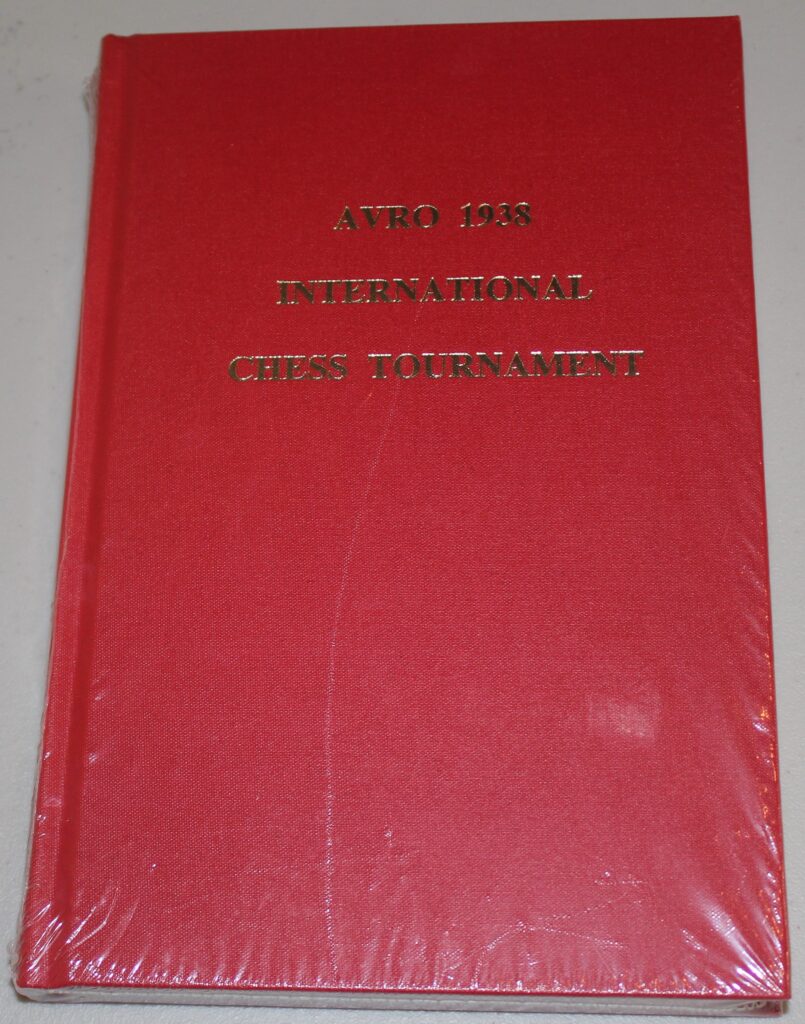 AVRO 1938
INTERNATIONAL
CHESS TOURNAMENT